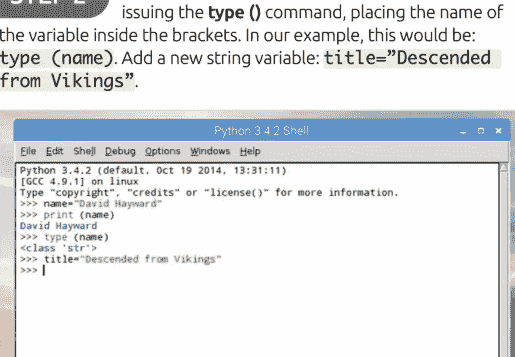 issuing the type () command, placing the name of
the variable inside the brackets. In our example, this would be:
type (name). Add a new string variable: title=”Descended
from Vikings”.
Python 3.4.2 Shell
File Edit Shell Debug Options Windows Help
Python 3.4.2 (default, Oct 19 2014, 13:31:11)
[GCC 4.9.1] on linux
Type "copyright", "credits" or "license()" for more information.
>>> name="David Hayward"
>>> print (name)
David Hayward
>>> type (name)
<class 'str'>
>>> title="Descended from Vikings"
>>>